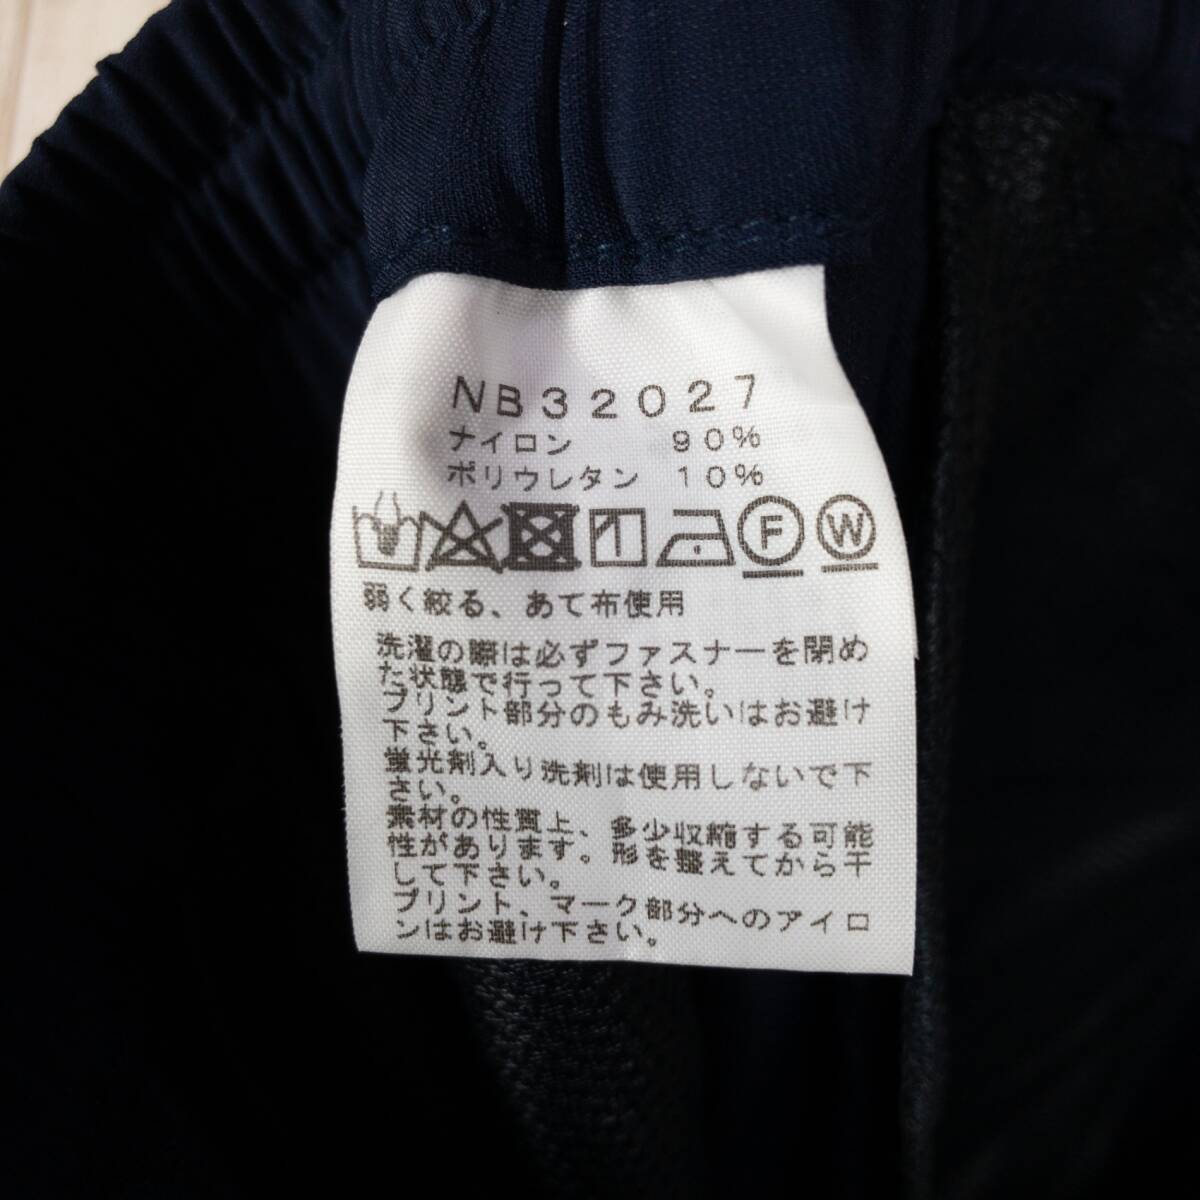 NB32027
ナイロン 90%
ポリウレタン 10%
F W
弱く絞る、あて布使用
洗濯の際は必ずファスナーを閉め
た状態で行って下さい。
プリント部分のもみ洗いはお避け
下さい。
蛍光剤入り洗剤は使用しないで下
さい。
素材の性質上、多少収縮する可能
性があります。形を整えてから干
して下さい。
プリント、マーク部分へのアイロ
ンはお避け下さい。